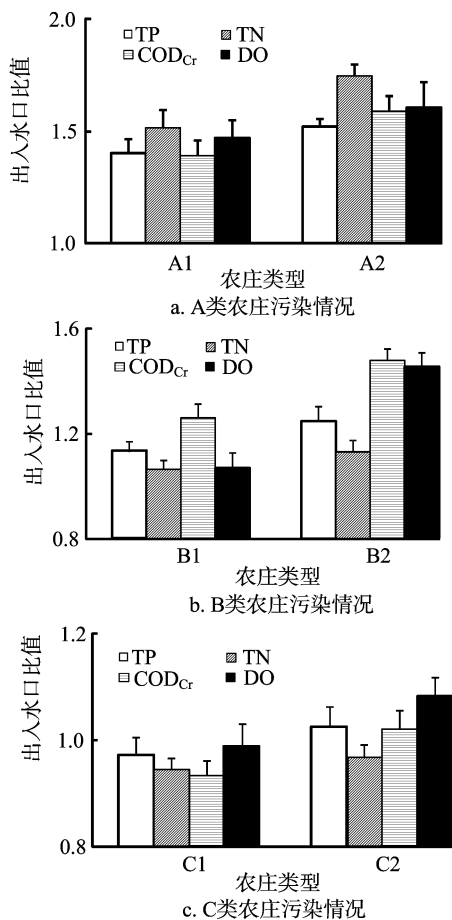 2.0
TP TN
COD_Cr DO
1.5
1.0
出入水口比值
A1 A2
农庄类型
a. A类农庄污染情况
1.6
TP TN
COD_Cr DO
1.2
0.8
出入水口比值
B1 B2
农庄类型
b. B类农庄污染情况
1.2
TP TN
COD_Cr DO
1.0
0.8
出入水口比值
C1 C2
农庄类型
c. C类农庄污染情况